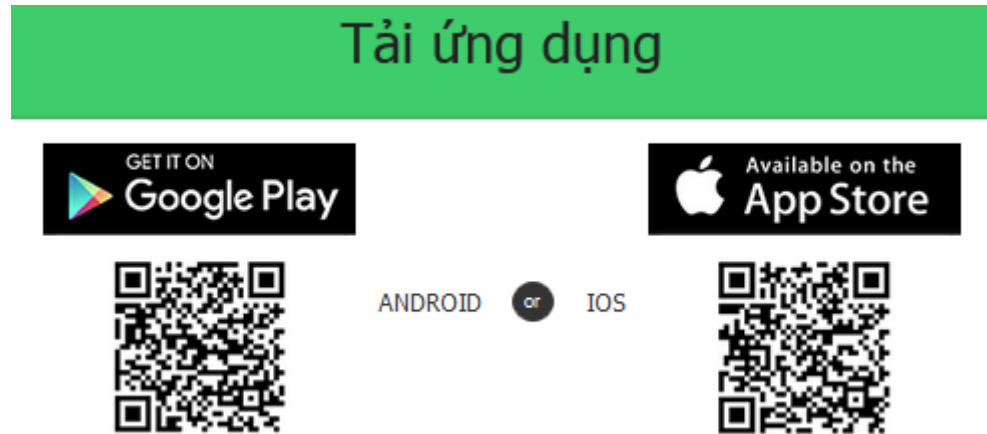 Tải ứng dụng
GET IT ON
Google Play
Available on the
App Store
ANDROID or IOS